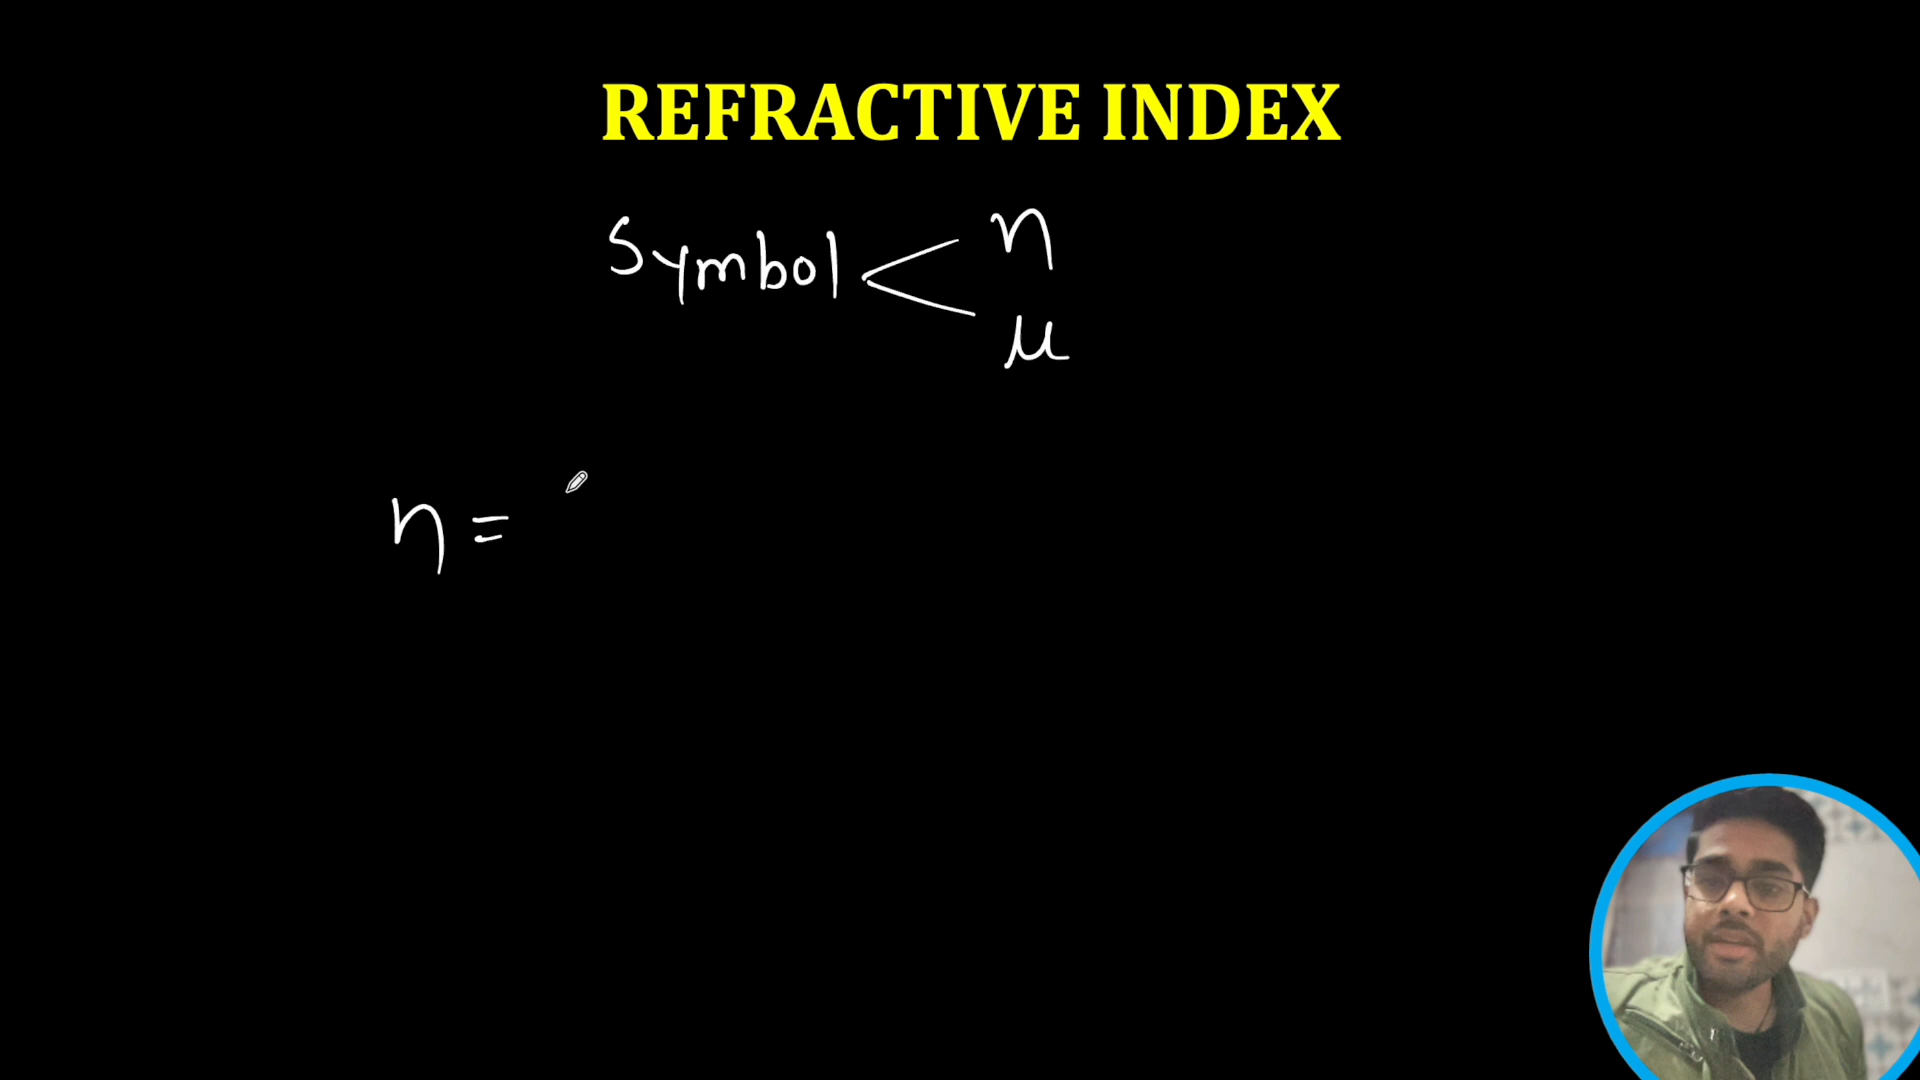 REFRACTIVE INDEX
Symbol < η
μ
η =